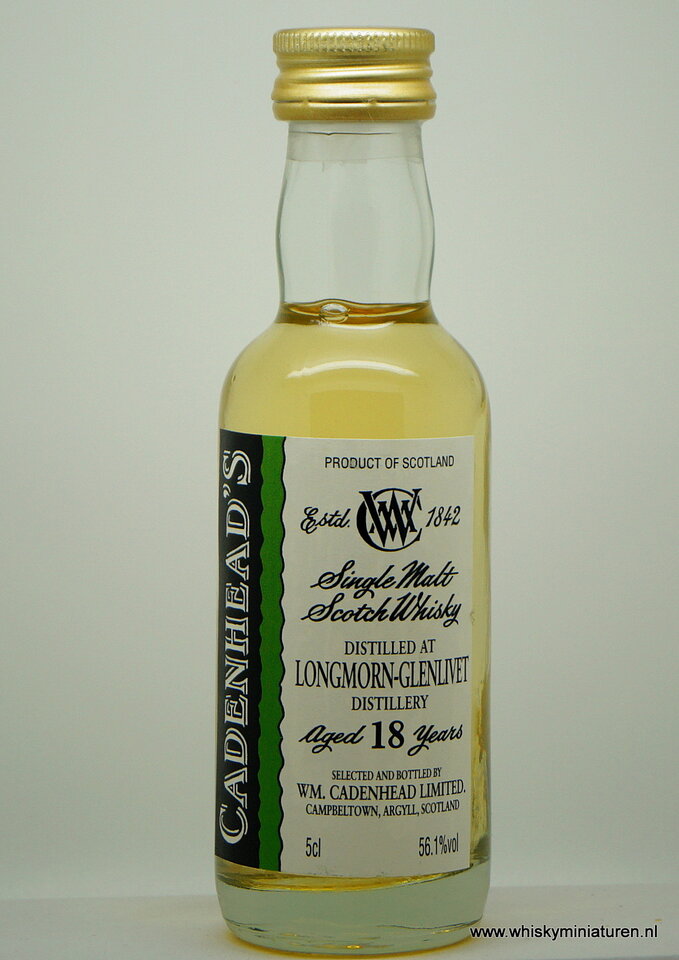 CADENHEAD'S
PRODUCT OF SCOTLAND
Estd. WC 1842
Single Malt
Scotch Whisky
DISTILLED AT
LONGMORN-GLENLIVET
DISTILLERY
Aged 18 Years
SELECTED AND BOTTLED BY
WM. CADENHEAD LIMITED.
CAMPBELTOWN, ARGYLL, SCOTLAND
5cl 56.1%vol
www.whiskyminiaturen.nl